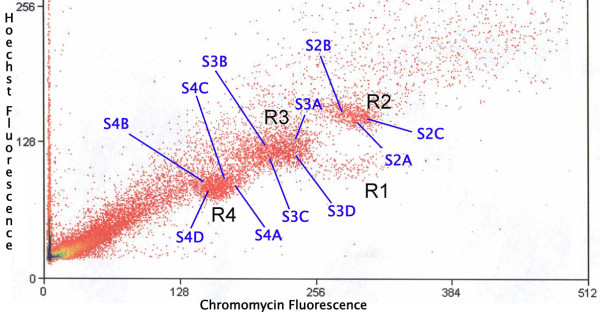 Hoechst Fluorescence
256
128
0
S2B
S3B
S4C
S3A
R2
R3
S4B
S2C
S2A
R1
S3D
S3C
R4
S4D
S4A
0
128
256
384
512
Chromomycin Fluorescence